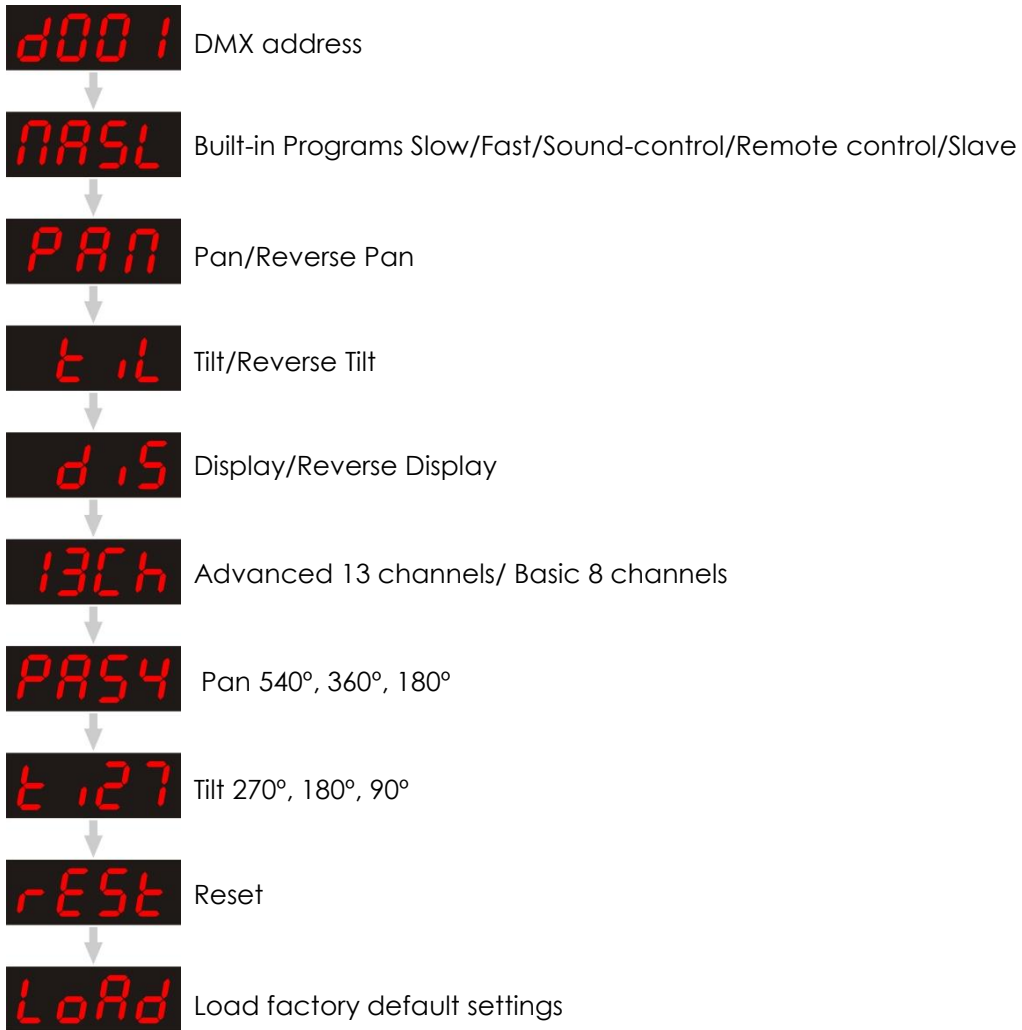 d001 DMX address
MASL Built-in Programs Slow/Fast/Sound-control/Remote control/Slave
PAN Pan/Reverse Pan
tiL Tilt/Reverse Tilt
diS Display/Reverse Display
13Ch Advanced 13 channels/ Basic 8 channels
PA54 Pan 540º, 360º, 180º
ti27 Tilt 270º, 180º, 90º
rESt Reset
LoAd Load factory default settings